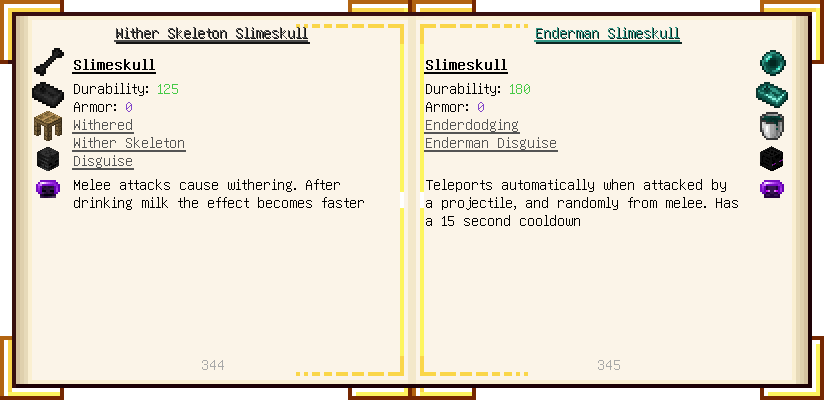 Wither Skeleton Slimeskull
Slimeskull
Durability: 125
Armor: 0
Withered
Wither Skeleton
Disguise
Melee attacks cause withering. After
drinking milk the effect becomes faster
344
Enderman Slimeskull
Slimeskull
Durability: 180
Armor: 0
Enderdodging
Enderman Disguise
Teleports automatically when attacked by
a projectile, and randomly from melee. Has
a 15 second cooldown
345